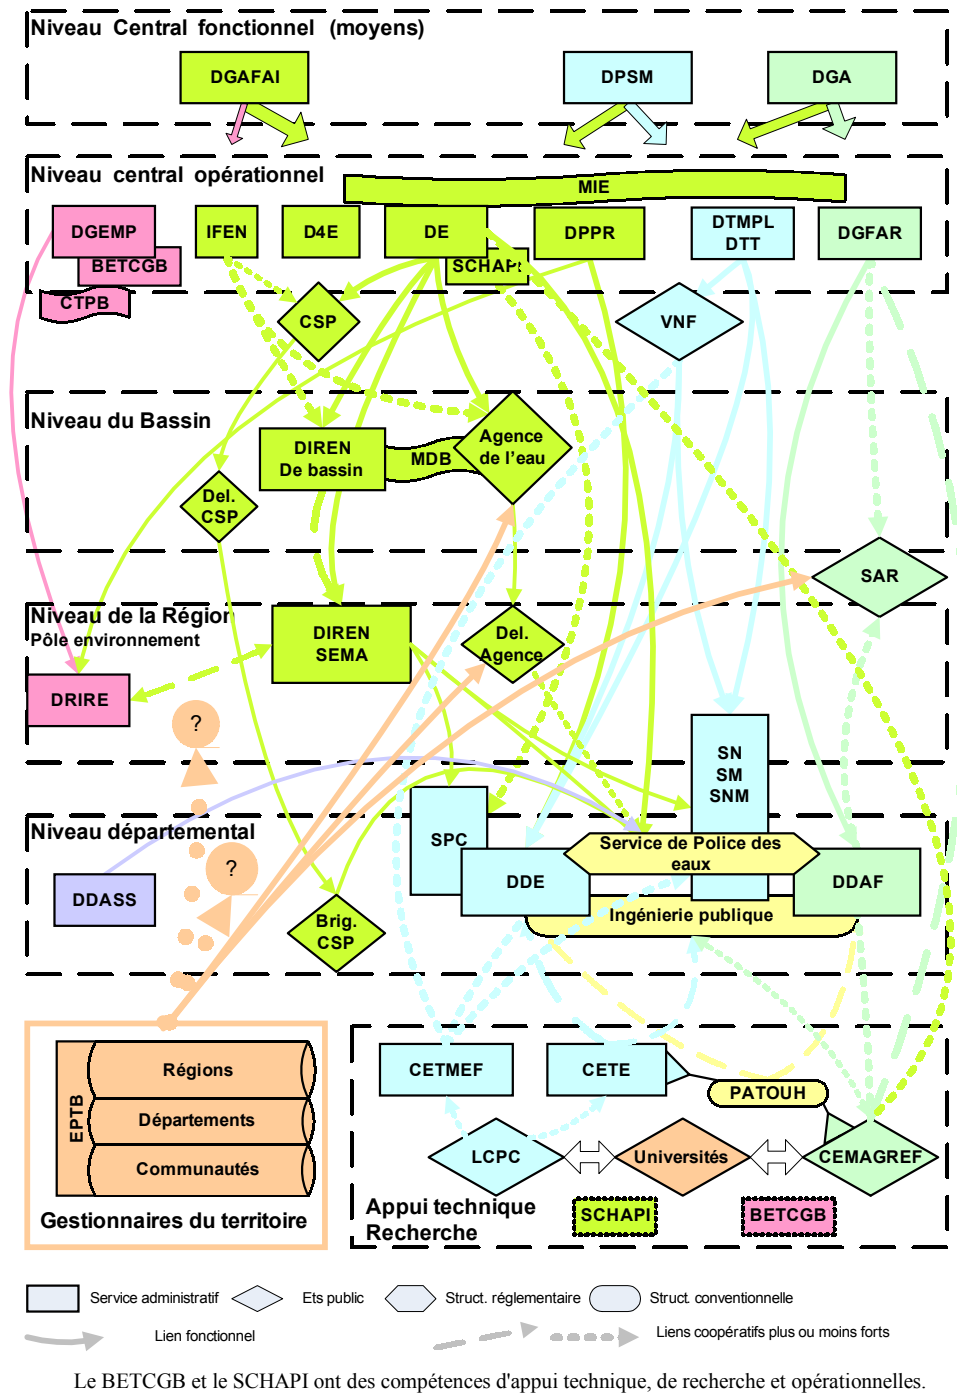 Niveau Central fonctionnel (moyens)
DGAFAI
DPSM
DGA
Niveau central opérationnel
MIE
DGEMP
BETCGB
CTPB
IFEN
D4E
DE
SCHAPI
DPPR
DTMPL
DTT
DGFAR
CSP
VNF
Niveau du Bassin
DIREN
De bassin
MDB
Agence
de l'eau
Del.
CSP
SAR
Niveau de la Région
Pôle environnement
DIREN
SEMA
Del.
Agence
DRIRE
?
SN
SM
SNM
Niveau départemental
SPC
Service de Police des
eaux
?
DDASS
DDE
DDAF
Brig.
CSP
Ingénierie publique
EPTB
Régions
Départements
Communautés
Gestionnaires du territoire
CETMEF
CETE
PATOUH
LCPC
Universités
CEMAGREF
Appui technique
Recherche
SCHAPI
BETCGB
Service administratif
Ets public
Struct. réglementaire
Struct. conventionnelle
Lien fonctionnel
Liens coopératifs plus ou moins forts
Le BETCGB et le SCHAPI ont des compétences d'appui technique, de recherche et opérationnelles.